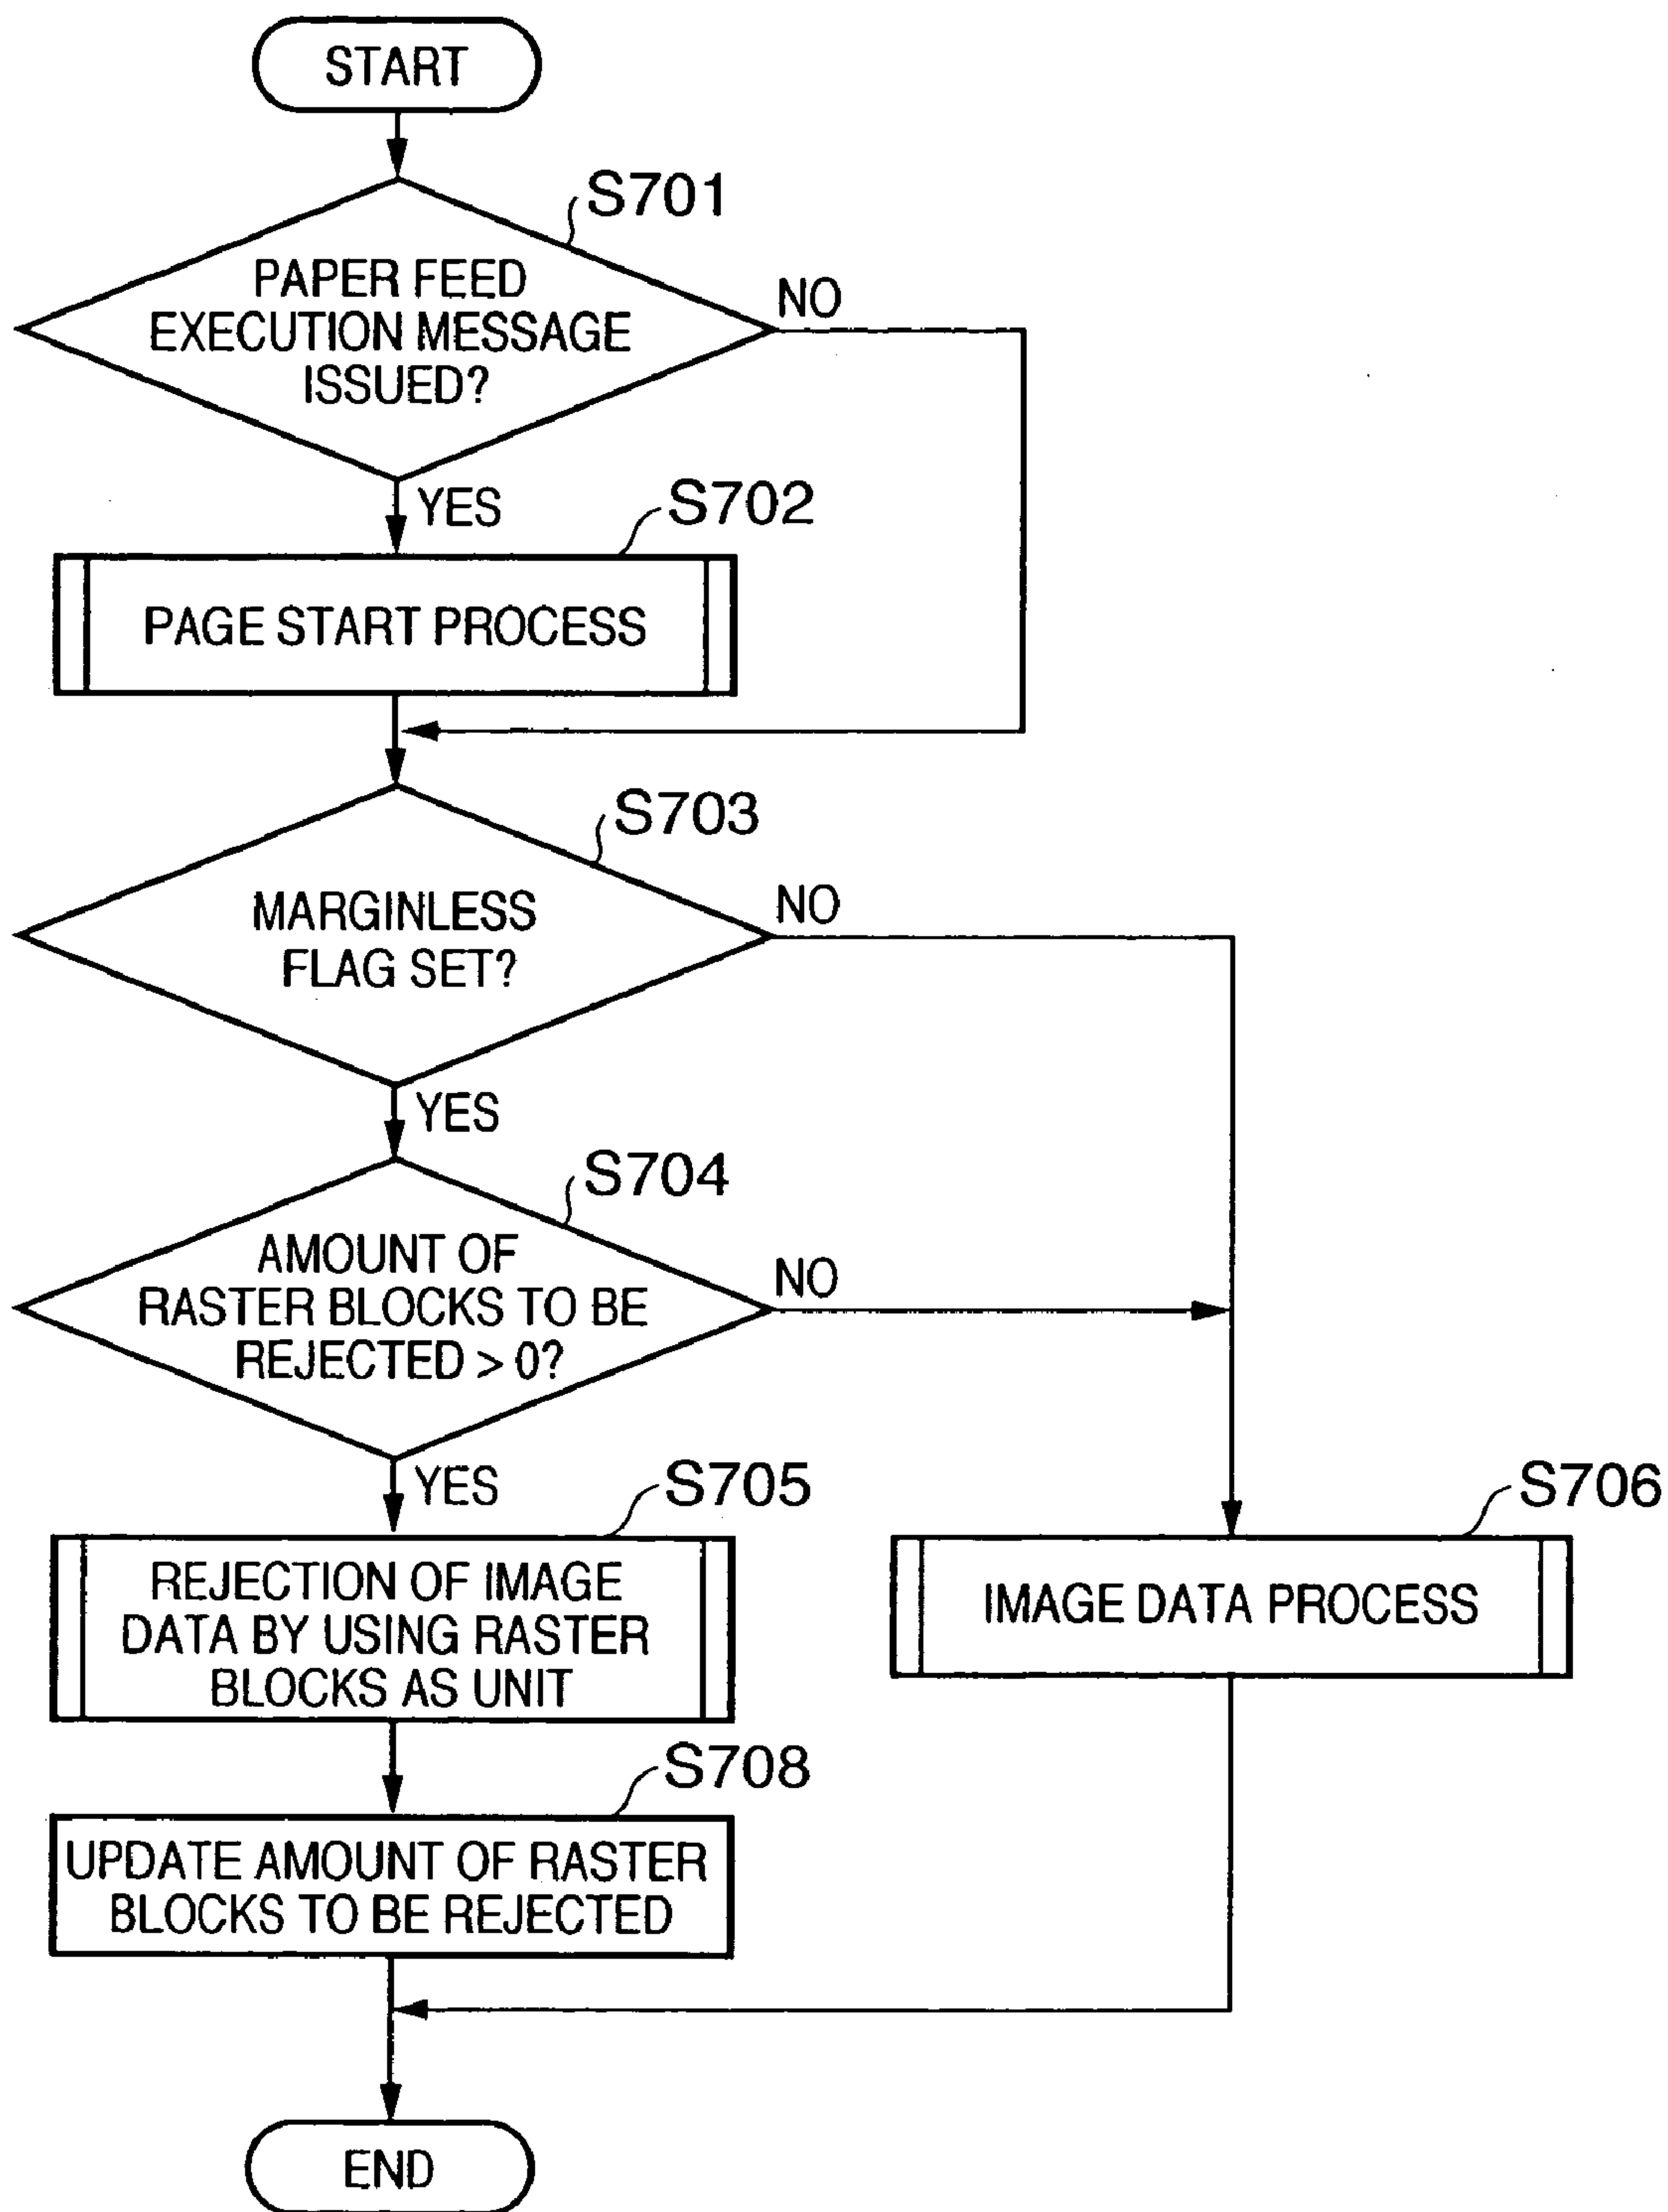 START
S701
PAPER FEED
EXECUTION MESSAGE
ISSUED?
NO
YES
S702
PAGE START PROCESS
S703
MARGINLESS
FLAG SET?
NO
YES
S704
AMOUNT OF
RASTER BLOCKS TO BE
REJECTED > 0?
NO
YES
S705
REJECTION OF IMAGE
DATA BY USING RASTER
BLOCKS AS UNIT
S706
IMAGE DATA PROCESS
S708
UPDATE AMOUNT OF RASTER
BLOCKS TO BE REJECTED
END